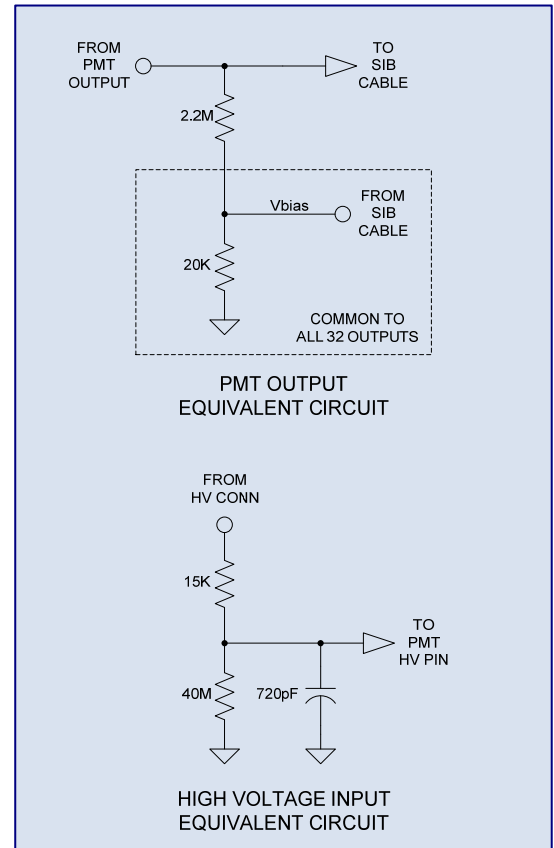 FROM
PMT
OUTPUT
TO
SIB
CABLE
2.2M
Vbias
FROM
SIB
CABLE
20K
COMMON TO
ALL 32 OUTPUTS
PMT OUTPUT
EQUIVALENT CIRCUIT
FROM
HV CONN
15K
TO
PMT
HV PIN
40M
720pF
HIGH VOLTAGE INPUT
EQUIVALENT CIRCUIT